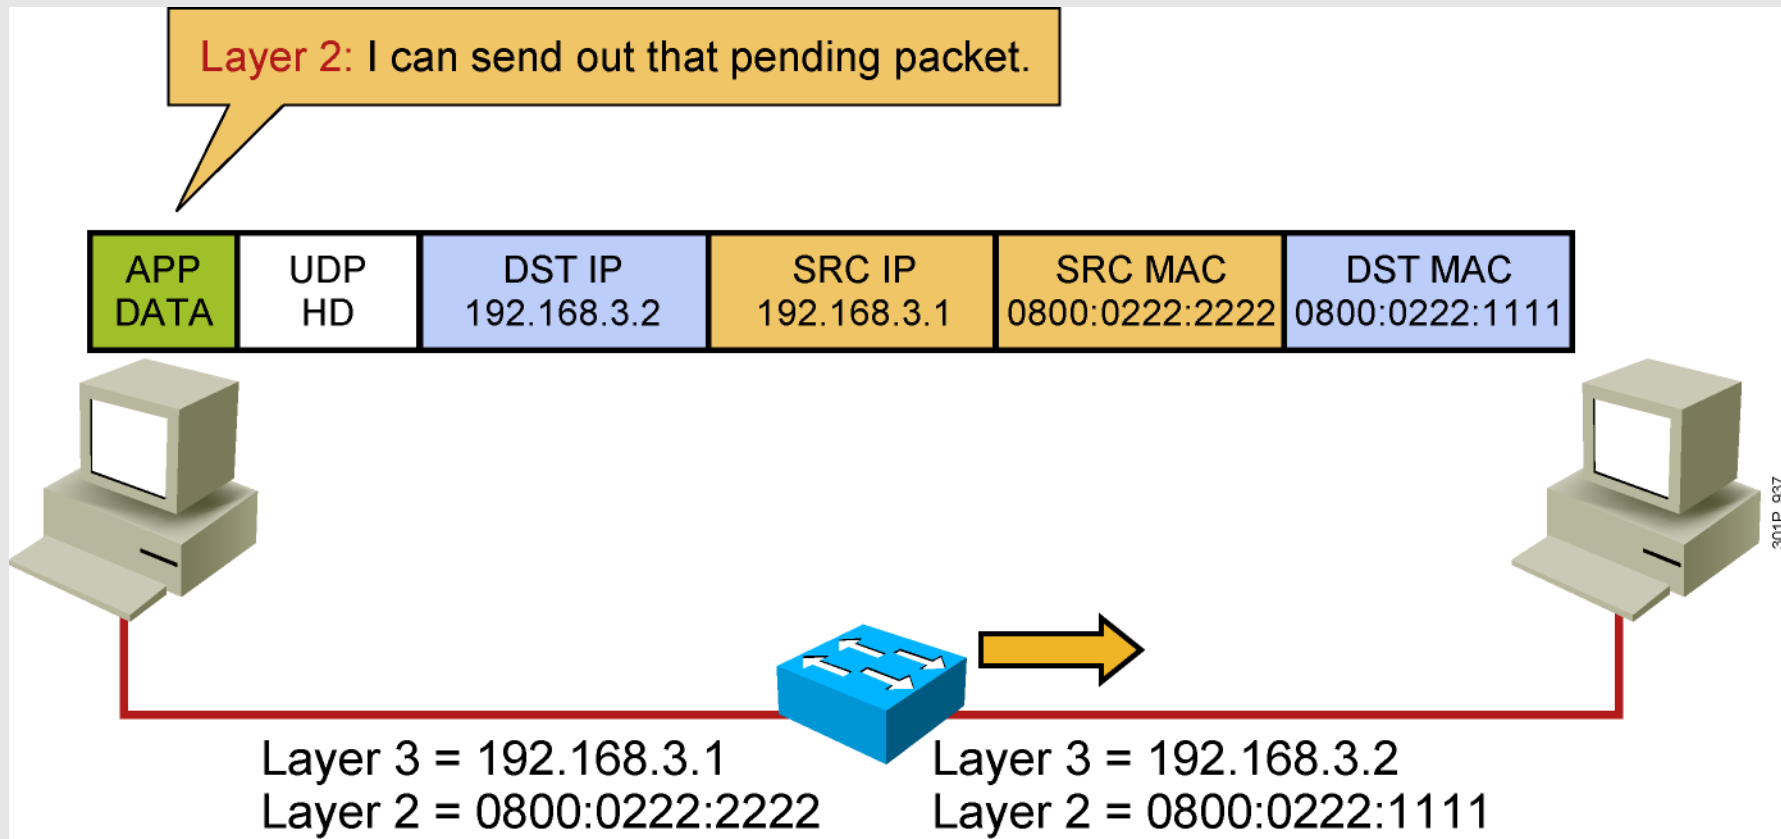 Layer 2: I can send out that pending packet.
APP
DATA
UDP
HD
DST IP
192.168.3.2
SRC IP
192.168.3.1
SRC MAC
0800:0222:2222
DST MAC
0800:0222:1111
301P_937
Layer 3 = 192.168.3.1
Layer 2 = 0800:0222:2222
Layer 3 = 192.168.3.2
Layer 2 = 0800:0222:1111